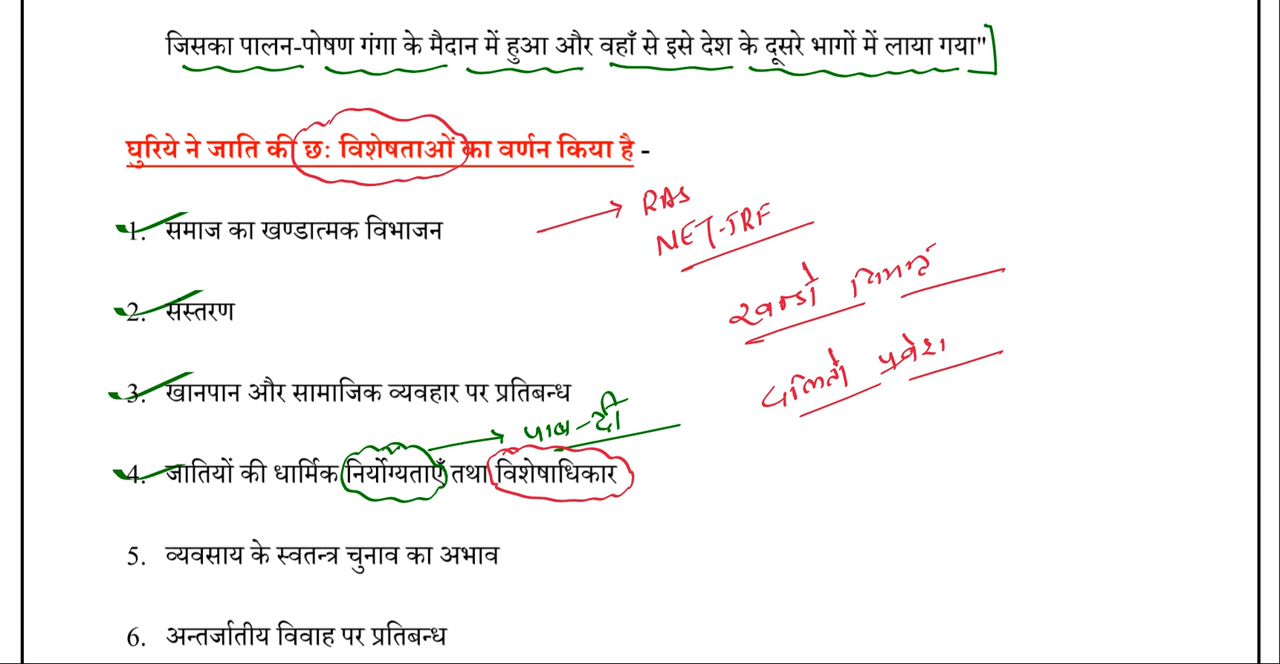 जिसका पालन-पोषण गंगा के मैदान में हुआ और वहाँ से इसे देश के दूसरे भागों में लाया गया"
घुरिये ने जाति की छः विशेषताओं का वर्णन किया है -
1. समाज का खण्डात्मक विभाजन
RAS
NET-JRF
2. संस्तरण
3. खानपान और सामाजिक व्यवहार पर प्रतिबन्ध
दलितों प्रवेश
4. जातियों की धार्मिक निर्योग्यताएँ तथा विशेषाधिकार
5. व्यवसाय के स्वतन्त्र चुनाव का अभाव
6. अन्तर्जातीय विवाह पर प्रतिबन्ध